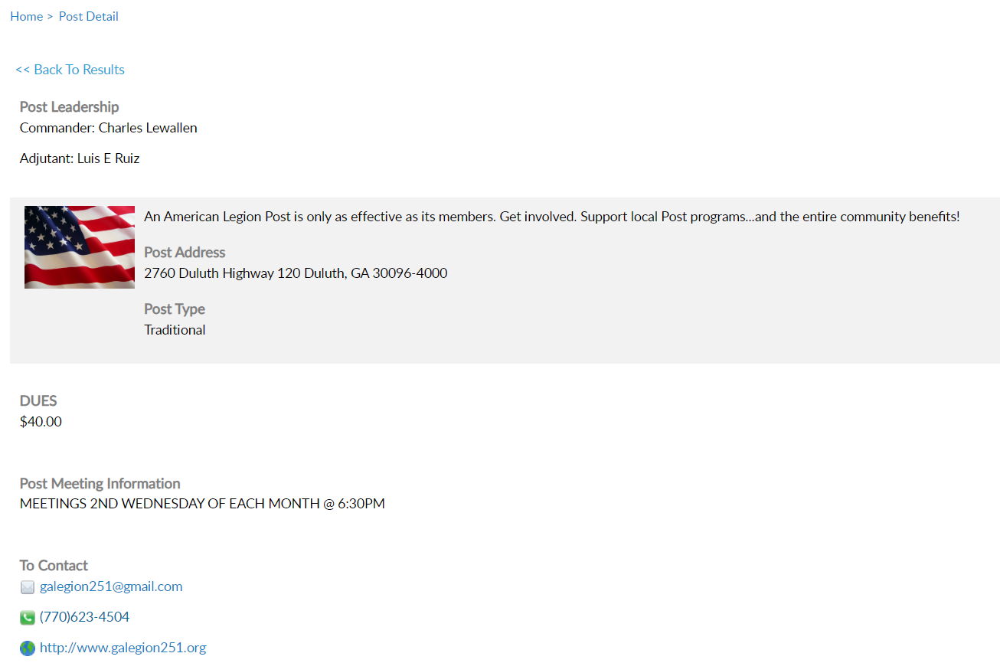 Home > Post Detail
<< Back To Results
Post Leadership
Commander: Charles Lewallen
Adjutant: Luis E Ruiz
An American Legion Post is only as effective as its members. Get involved. Support local Post programs...and the entire community benefits!
Post Address
2760 Duluth Highway 120 Duluth, GA 30096-4000
Post Type
Traditional
DUES
$40.00
Post Meeting Information
MEETINGS 2ND WEDNESDAY OF EACH MONTH @ 6:30PM
To Contact
galegion251@gmail.com
(770)623-4504
http://www.galegion251.org